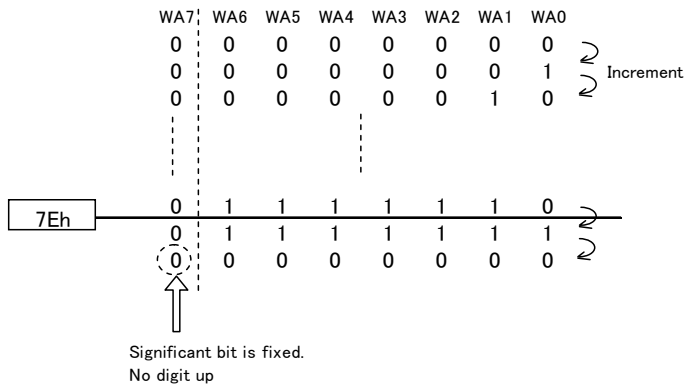 WA7 WA6 WA5 WA4 WA3 WA2 WA1 WA0
0 0 0 0 0 0 0 0
0 0 0 0 0 0 0 1 Increment
0 0 0 0 0 0 1 0
7Eh 0 1 1 1 1 1 1 0
0 1 1 1 1 1 1 1
0 0 0 0 0 0 0 0
Significant bit is fixed.
No digit up